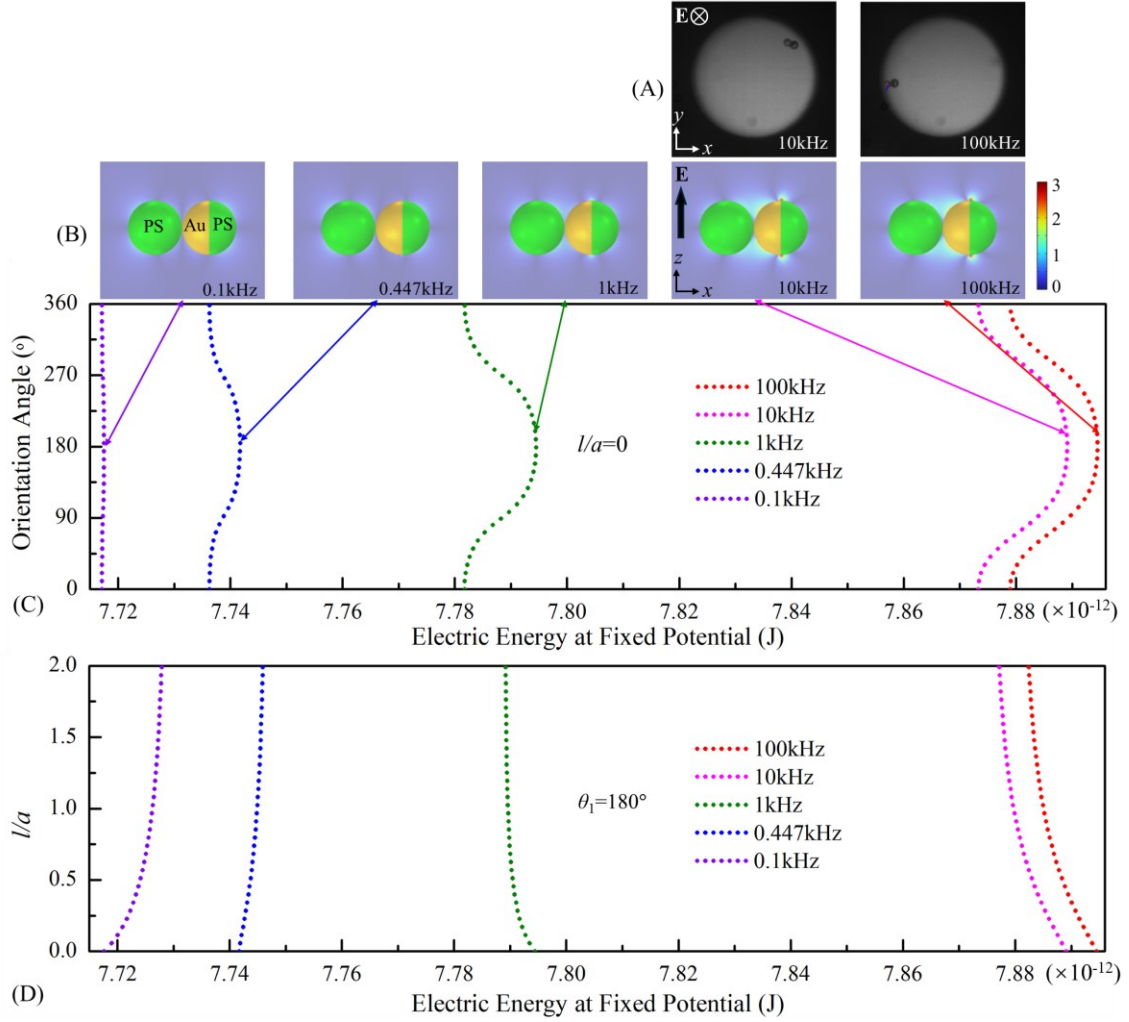 E⊗
(A)
y
x
10kHz
100kHz
(B)
PS
Au
PS
0.1kHz
0.447kHz
1kHz
E
z
x
10kHz
100kHz
3
2
1
0
Orientation Angle (°)
360
270
180
90
0
l/a=0
100kHz
10kHz
1kHz
0.447kHz
0.1kHz
(C)
7.72 7.74 7.76 7.78 7.80 7.82 7.84 7.86 7.88 (×10⁻¹²)
Electric Energy at Fixed Potential (J)
l/a
2.0
1.5
1.0
0.5
0.0
θ₁=180°
100kHz
10kHz
1kHz
0.447kHz
0.1kHz
7.72 7.74 7.76 7.78 7.80 7.82 7.84 7.86 7.88 (×10⁻¹²)
(D)
Electric Energy at Fixed Potential (J)